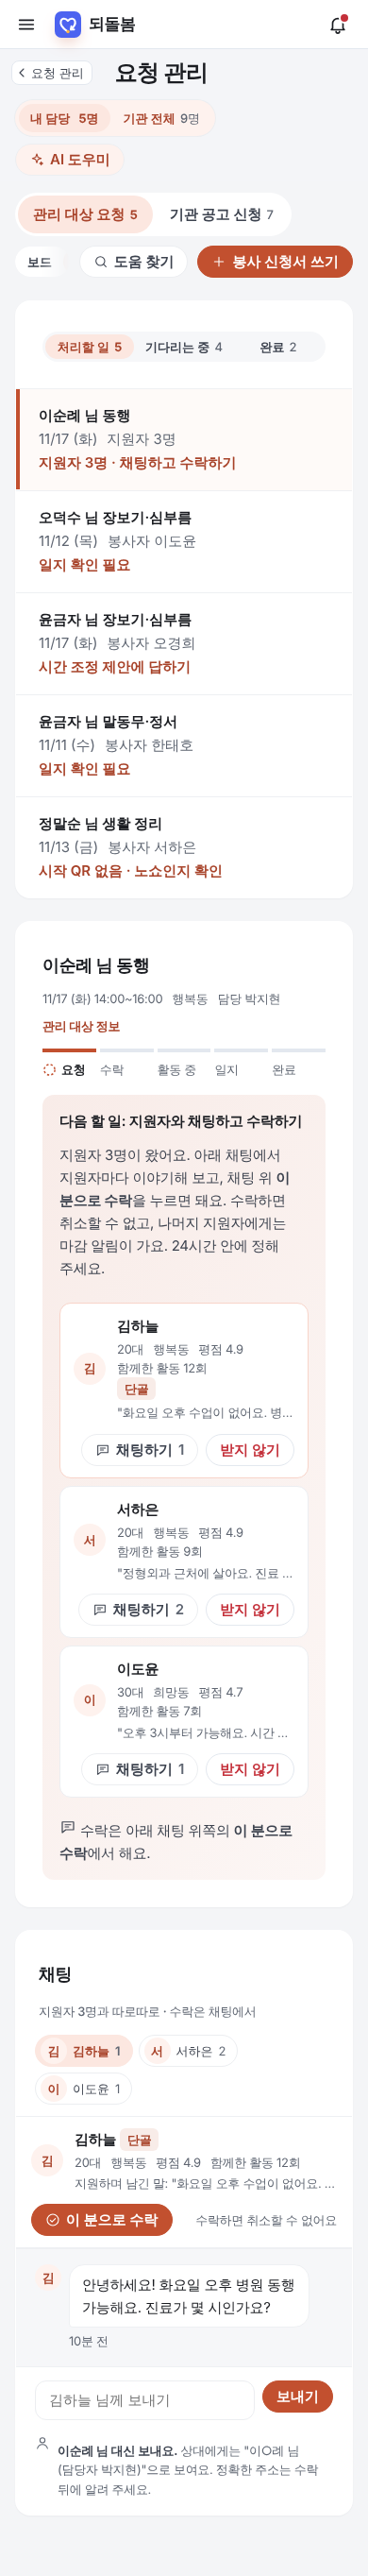 되돌봄
요청 관리
요청 관리
내 담당 5명 기관 전체 9명
AI 도우미
관리 대상 요청 5 기관 공고 신청 7
보드 도움 찾기 봉사 신청서 쓰기
처리할 일 5 기다리는 중 4 완료 2
이순례 님 동행
11/17 (화) 지원자 3명
지원자 3명 · 채팅하고 수락하기
오덕수 님 장보기·심부름
11/12 (목) 봉사자 이도윤
일지 확인 필요
윤금자 님 장보기·심부름
11/17 (화) 봉사자 오경희
시간 조정 제안에 답하기
윤금자 님 말동무·정서
11/11 (수) 봉사자 한태호
일지 확인 필요
정말순 님 생활 정리
11/13 (금) 봉사자 서하은
시작 QR 없음 · 노쇼인지 확인
이순례 님 동행
11/17 (화) 14:00~16:00 행복동 담당 박지현
관리 대상 정보
요청 수락 활동 중 일지 완료
다음 할 일: 지원자와 채팅하고 수락하기
지원자 3명이 왔어요. 아래 채팅에서
지원자마다 이야기해 보고, 채팅 위 이
분으로 수락을 누르면 돼요. 수락하면
취소할 수 없고, 나머지 지원자에게는
마감 알림이 가요. 24시간 안에 정해
주세요.
김하늘
김
20대 행복동 평점 4.9
함께한 활동 12회
단골
"화요일 오후 수업이 없어요. 병...
채팅하기 1 받지 않기
서하은
서
20대 행복동 평점 4.9
함께한 활동 9회
"정형외과 근처에 살아요. 진료 ...
채팅하기 2 받지 않기
이도윤
이
30대 희망동 평점 4.7
함께한 활동 7회
"오후 3시부터 가능해요. 시간 ...
채팅하기 1 받지 않기
수락은 아래 채팅 위쪽의 이 분으로
수락에서 해요.
채팅
지원자 3명과 따로따로 · 수락은 채팅에서
김 김하늘 1 서 서하은 2
이 이도윤 1
김하늘 단골
김
20대 행복동 평점 4.9 함께한 활동 12회
지원하며 남긴 말: "화요일 오후 수업이 없어요. ...
이 분으로 수락 수락하면 취소할 수 없어요
김
안녕하세요! 화요일 오후 병원 동행
가능해요. 진료가 몇 시인가요?
10분 전
김하늘 님께 보내기 보내기
이순례 님 대신 보내요. 상대에게는 "이○례 님
(담당자 박지현)"으로 보여요. 정확한 주소는 수락
뒤에 알려 주세요.